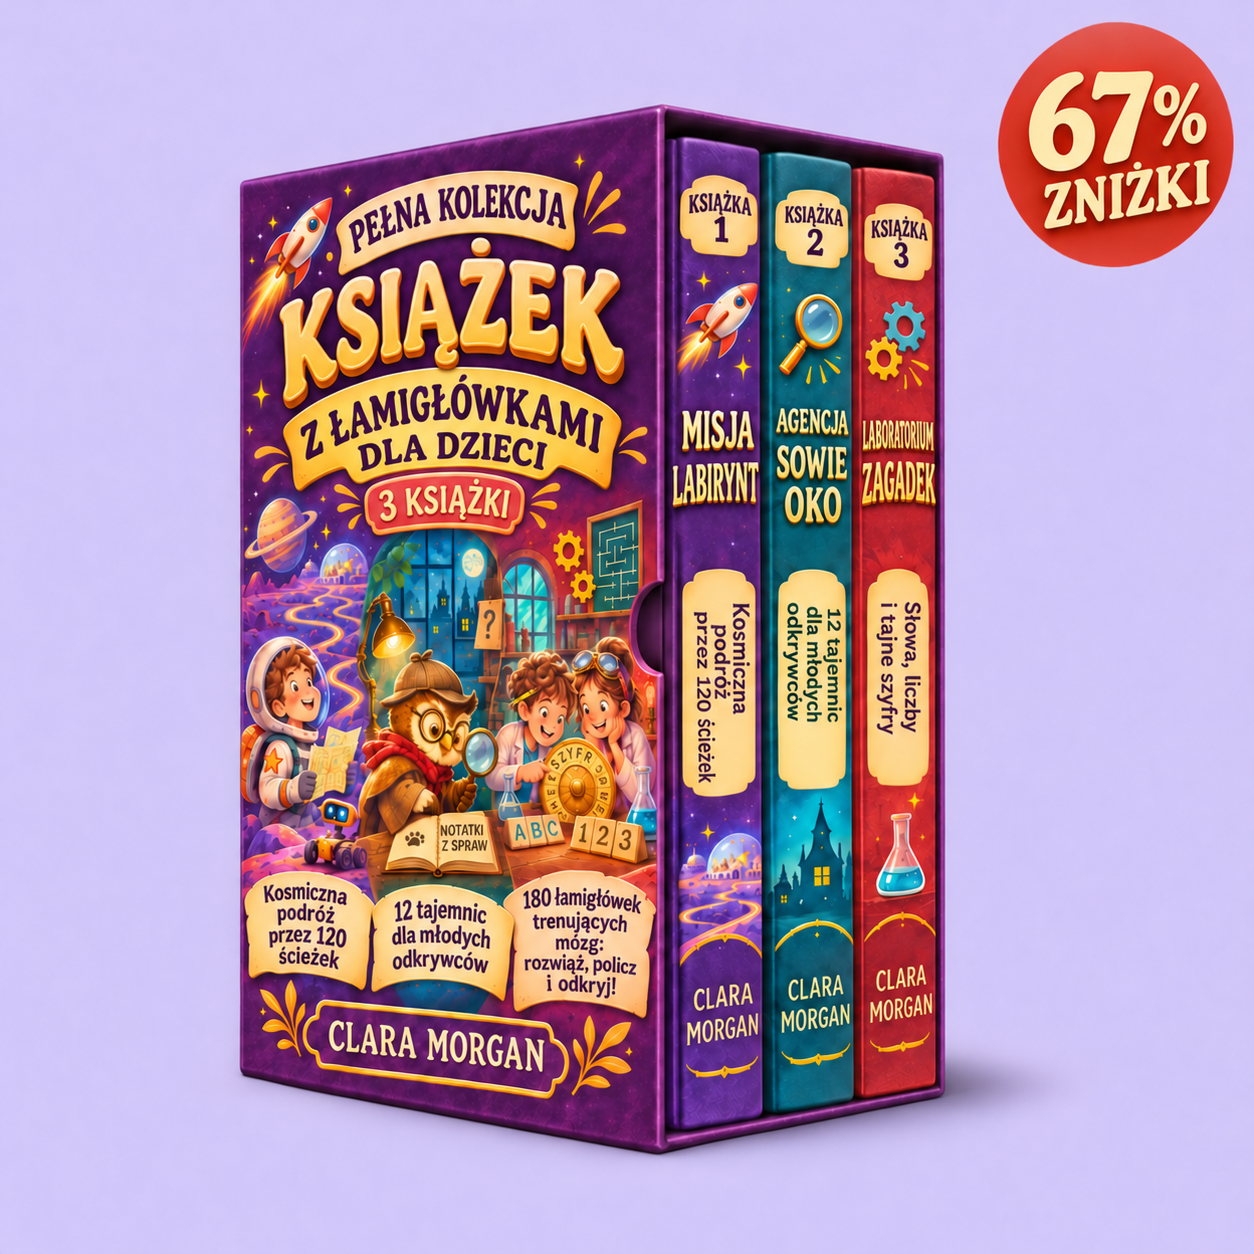 67%
ZNIŻKI
PEŁNA KOLEKCJA
KSIĄŻEK
Z ŁAMIGŁÓWKAMI
DLA DZIECI
3 KSIĄŻKI
?
SZYFR
NOTATKI
Z SPRAW
ABC
123
Kosmiczna
podróż
przez 120
ścieżek
12 tajemnic
dla młodych
odkrywców
180 łamigłówek
trenujących
mózg:
rozwiąż, policz
i odkryj!
CLARA MORGAN
KSIĄŻKA
1
MISJA
LABIRYNT
Kosmiczna
podróż
przez 120 ścieżek
CLARA
MORGAN
KSIĄŻKA
2
AGENCJA
SOWIE
OKO
12 tajemnic
dla młodych
odkrywców
CLARA
MORGAN
KSIĄŻKA
3
LABORATORIUM
ZAGADEK
Słowa, liczby
i tajne szyfry
CLARA
MORGAN